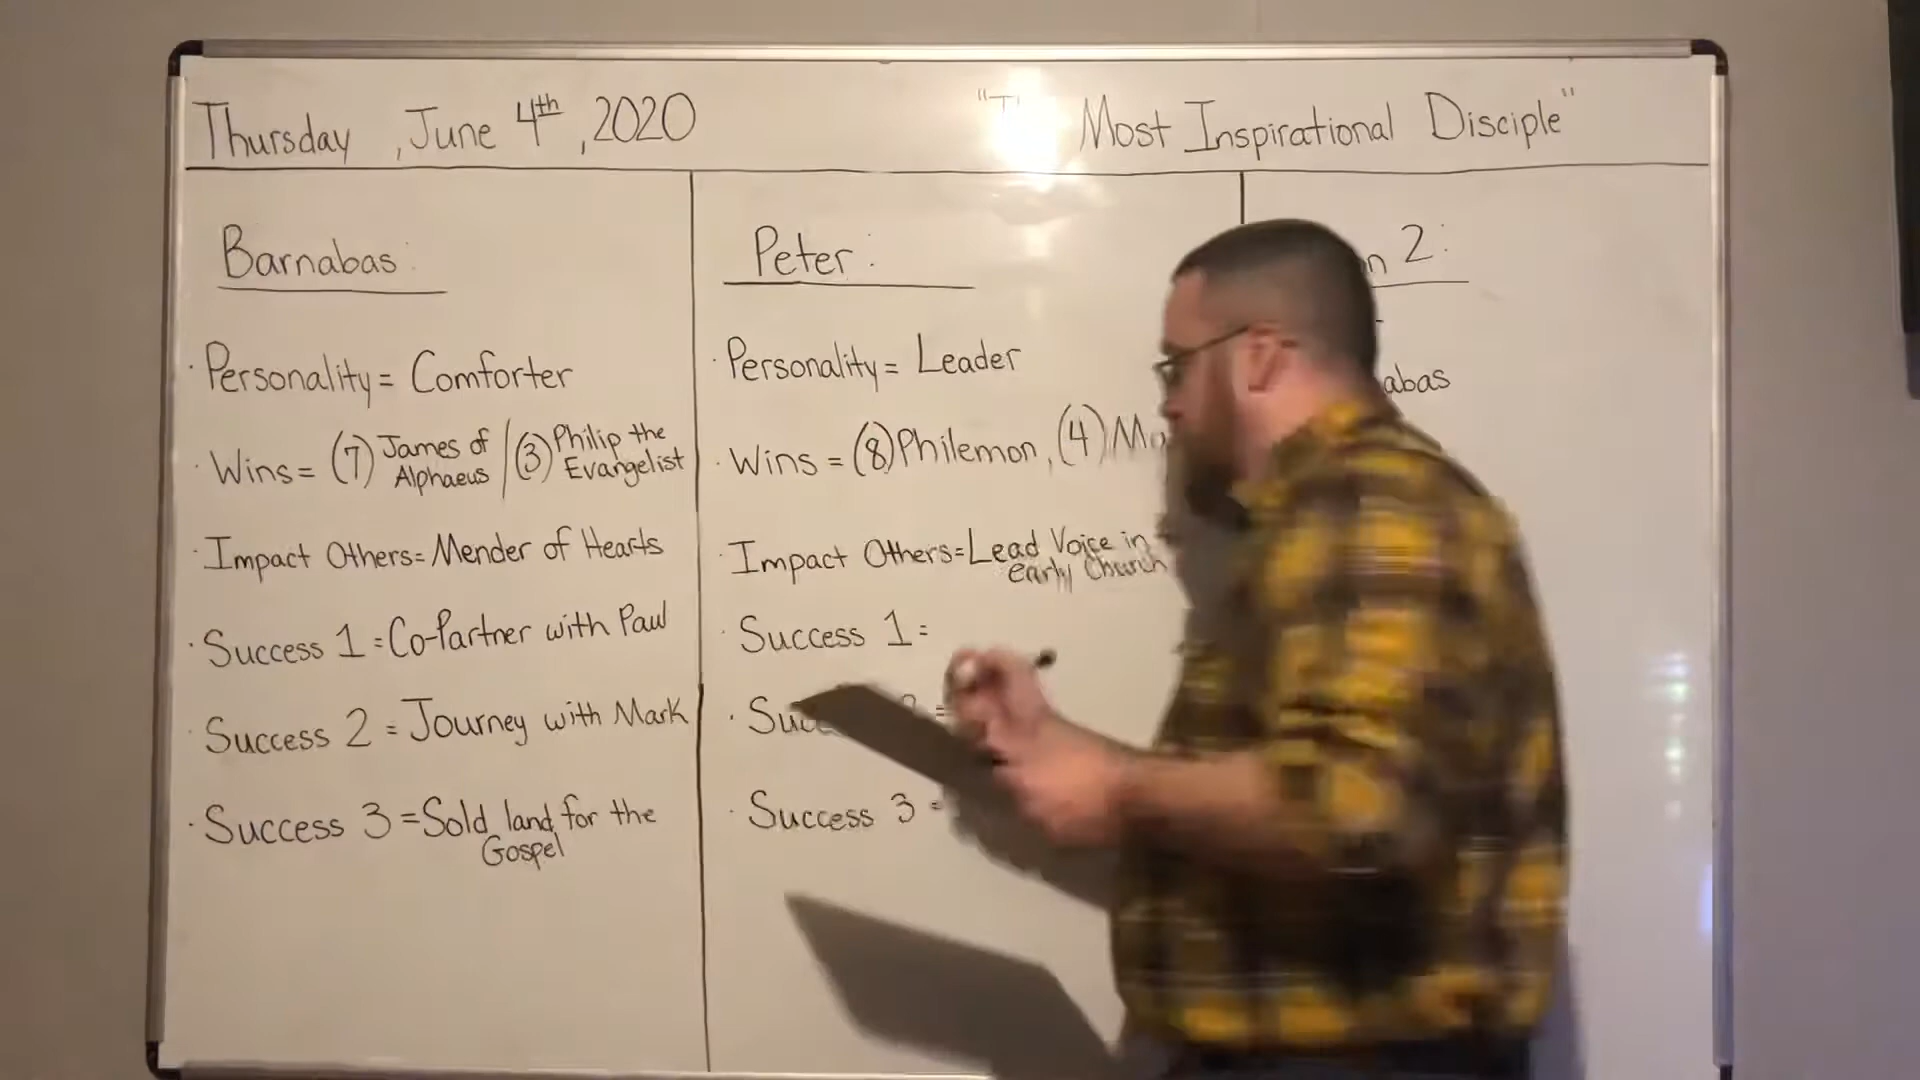 Thursday, June 4th, 2020
Most Inspirational Disciple"
Barnabas:
· Personality = Comforter
· Wins = (7) James of Alphaeus / (3) Philip the Evangelist
· Impact Others = Mender of Hearts
· Success 1 = Co-Partner with Paul
· Success 2 = Journey with Mark
· Success 3 = Sold land for the
Gospel
Peter:
· Personality = Leader
· Wins = (8) Philemon, (4)
· Impact Others = Lead Voice in
early Church
· Success 1 =
· Success 3 =
2: